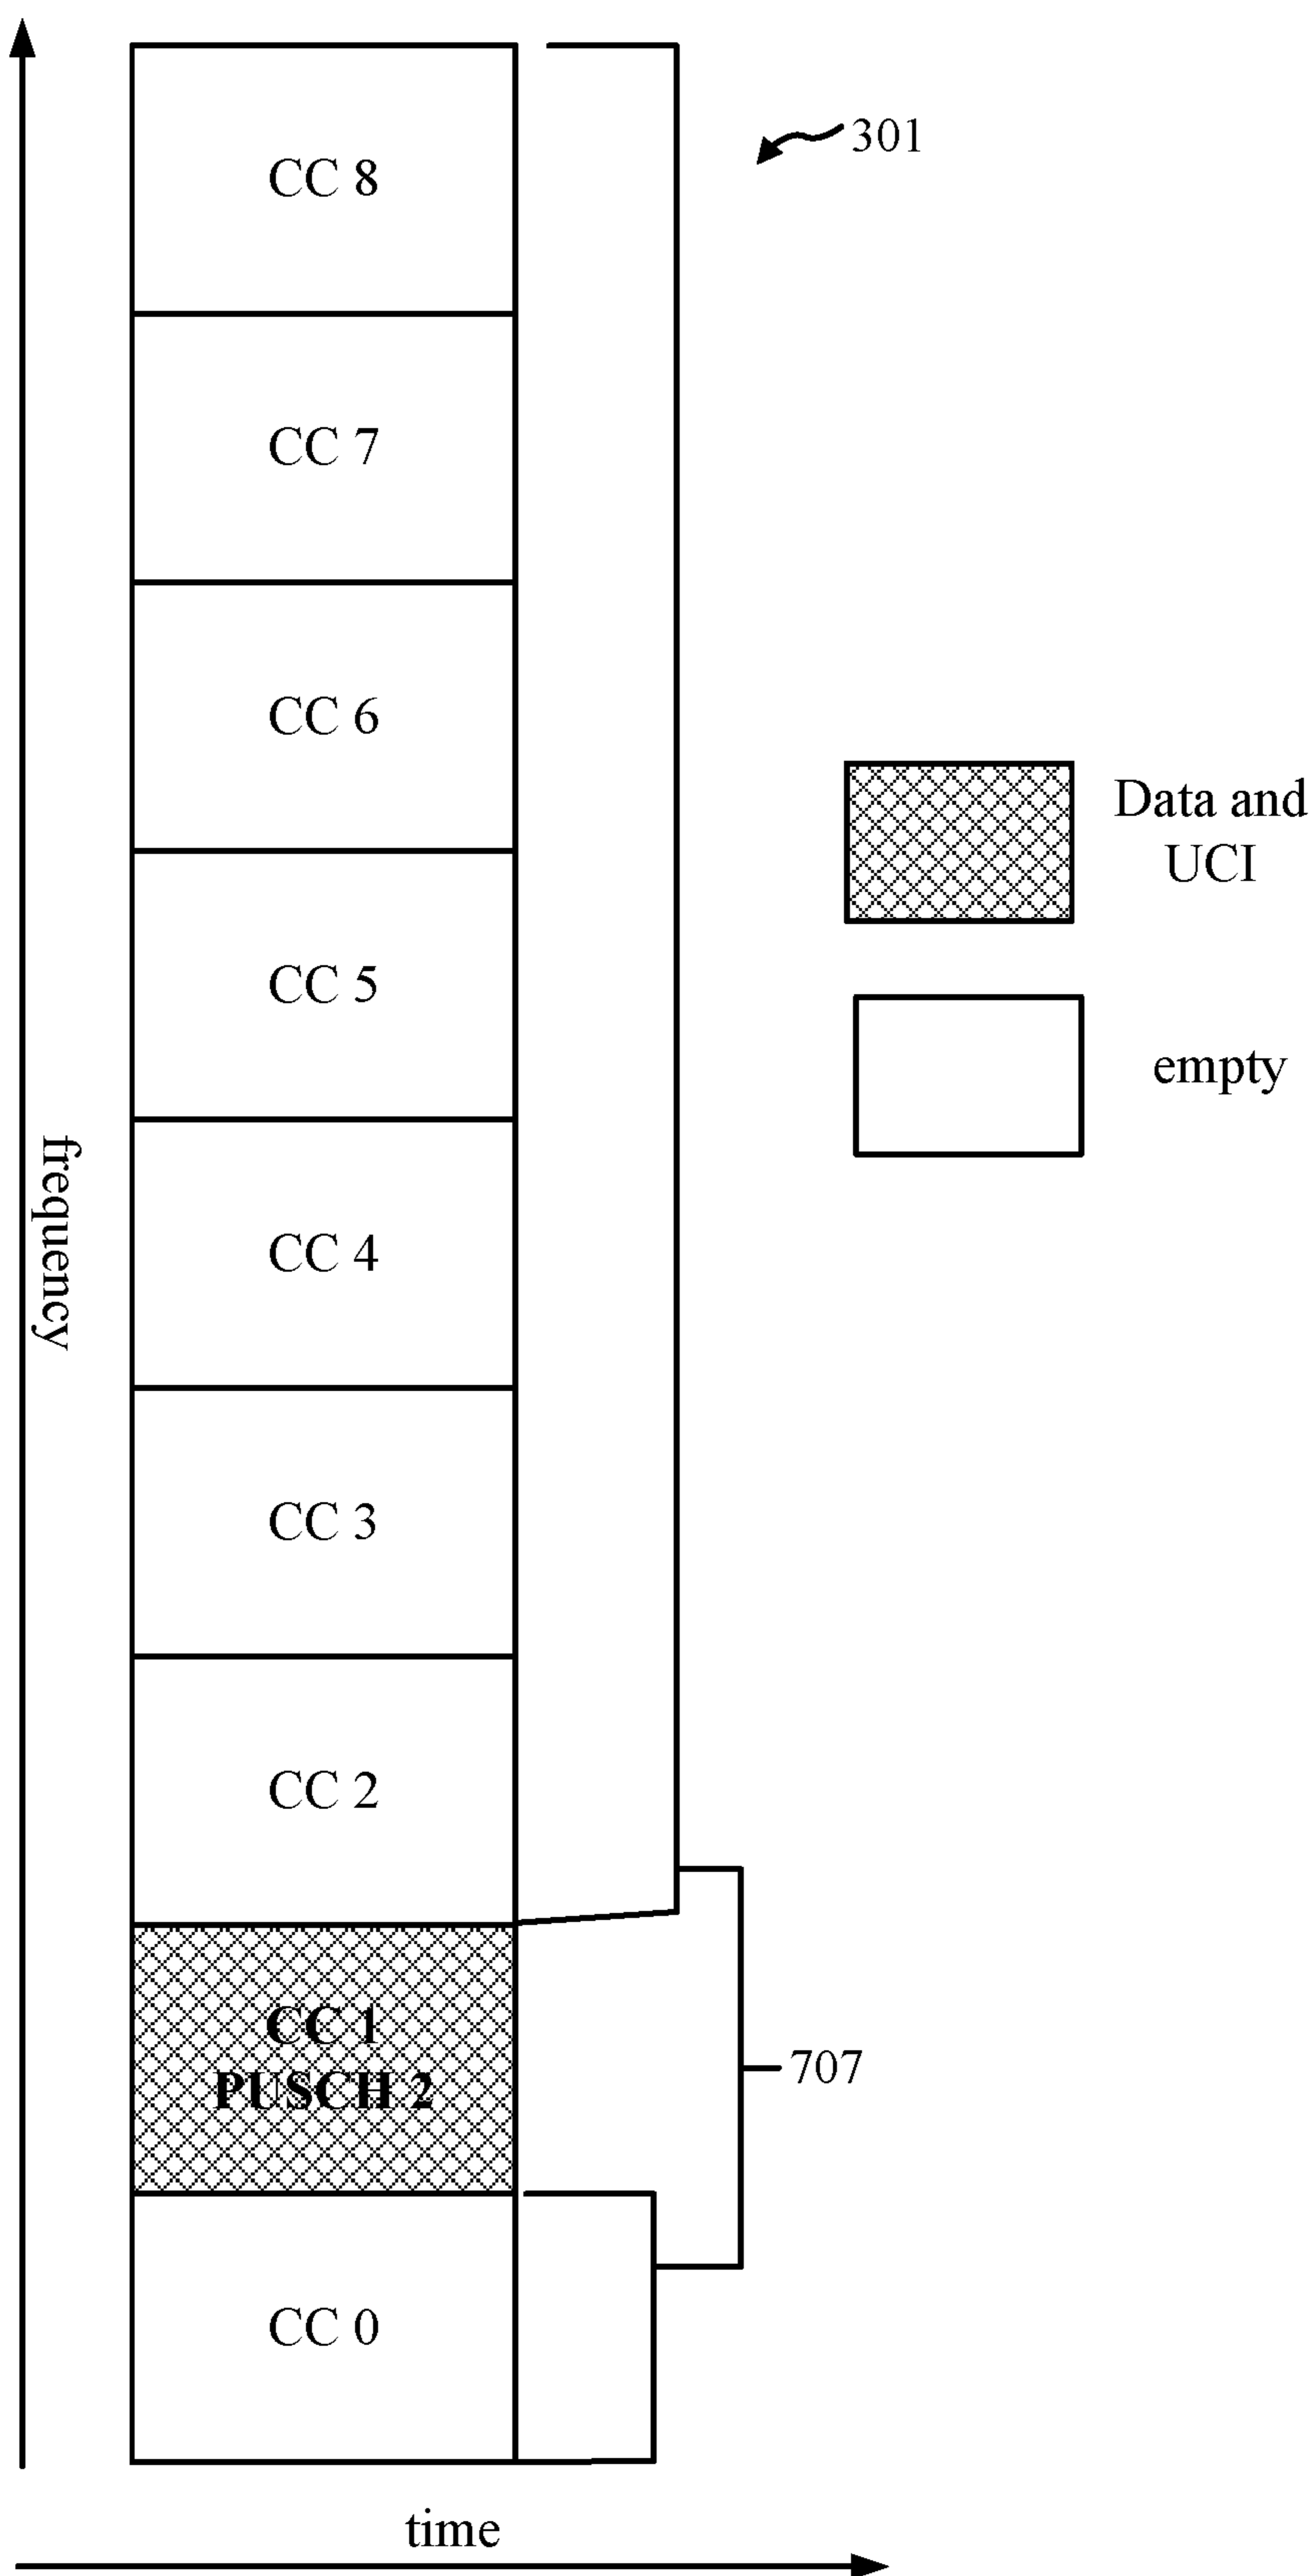 301
CC 8
CC 7
CC 6
CC 5
CC 4
CC 3
CC 2
CC 1
PUSCH 2
CC 0
707
Data and
UCI
empty
frequency
time